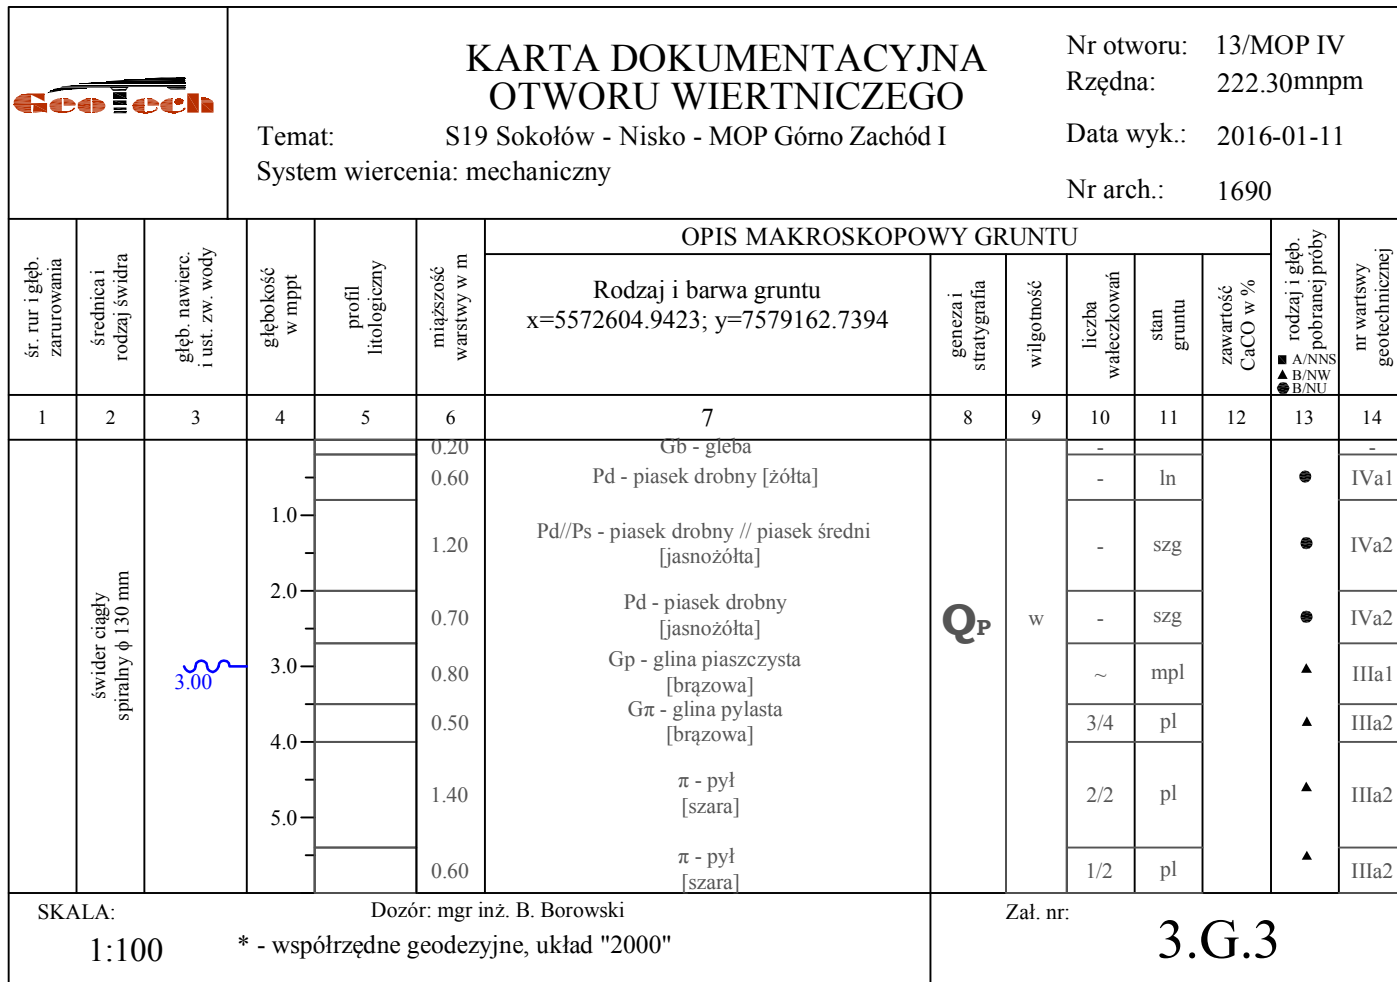 GeoTech
KARTA DOKUMENTACYJNA
OTWORU WIERTNICZEGO
Temat: S19 Sokołów - Nisko - MOP Górno Zachód I
System wiercenia: mechaniczny
Nr otworu: 13/MOP IV
Rzędna: 222.30mnpm
Data wyk.: 2016-01-11
Nr arch.: 1690
śr. rur i głęb.
zarurowania
średnica i
rodzaj świdra
głęb. nawierc.
i ust. zw. wody
głębokość
w mppt
profil
litologiczny
miąższość
warstwy w m
OPIS MAKROSKOPOWY GRUNTU
Rodzaj i barwa gruntu
x=5572604.9423; y=7579162.7394
geneza i
stratygrafia
wilgotność
liczba
wałeczkowań
stan
gruntu
zawartość
CaCO w %
rodzaj i głęb.
pobranej próby
■ A/NNS
▲ B/NW
● B/NU
nr wartswy
geotechnicznej
1 2 3 4 5 6 7 8 9 10 11 12 13 14
świder ciągły
spiralny ϕ 130 mm
3.00
1.0
2.0
3.0
4.0
5.0
0.20 Gb - gleba - -
0.60 Pd - piasek drobny [żółta] - ln IVa1
1.20 Pd//Ps - piasek drobny // piasek średni
[jasnożółta] - szg IVa2
0.70 Pd - piasek drobny
[jasnożółta] - szg IVa2
QP w
0.80 Gp - glina piaszczysta
[brązowa] ~ mpl IIIa1
0.50 Gπ - glina pylasta
[brązowa] 3/4 pl IIIa2
1.40 π - pył
[szara] 2/2 pl IIIa2
0.60 π - pył
[szara] 1/2 pl IIIa2
SKALA:
1:100
Dozór: mgr inż. B. Borowski
* - współrzędne geodezyjne, układ "2000"
Zał. nr:
3.G.3